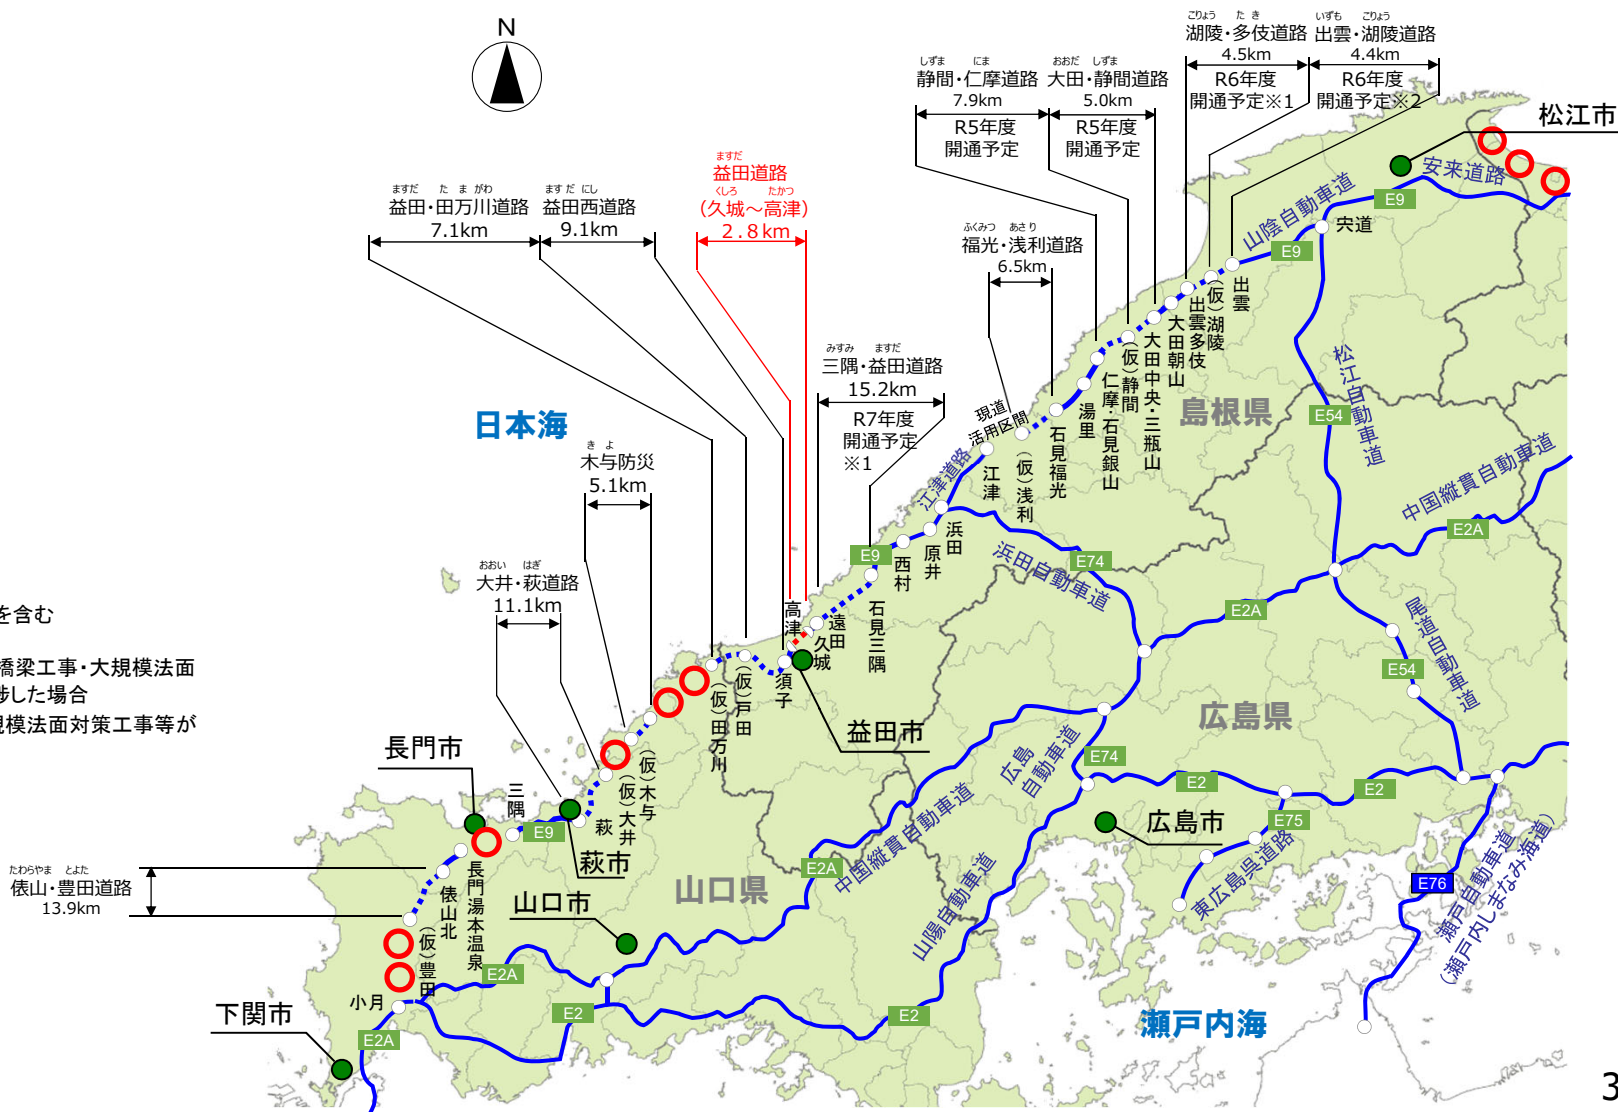 N
こりょう たき
湖陵・多伎道路
4.5km
R6年度
開通予定※1
いずも こりょう
出雲・湖陵道路
4.4km
R6年度
開通予定※2
しずま にま
静間・仁摩道路
7.9km
R5年度
開通予定
おおだ しずま
大田・静間道路
5.0km
R5年度
開通予定
松江市
ますだ
益田道路
くしろ たかつ
（久城～高津）
2.8km
ますだ たまがわ
益田・田万川道路
7.1km
ますだ にし
益田西道路
9.1km
ふくみつ あさり
福光・浅利道路
6.5km
みすみ ますだ
三隅・益田道路
15.2km
R7年度
開通予定
※1
安来道路
E9
山陰自動車道
E9
宍道
出雲
（仮）湖陵
出雲多伎
大田朝山
大田中央・三瓶山
（仮）静間
仁摩・石見銀山
湯里
石見福光
（仮）浅利
現道
活用区間
江津
江津道路
浜田
原井
西村
E9
石見三隅
遠田
久城
高津
須子
（仮）戸田
（仮）田万川
日本海
島根県
松江自動車道
E54
中国縦貫自動車道
E2A
浜田自動車道
E74
E2A
尾道自動車道
E54
きよ
木与防災
5.1km
おおい はぎ
大井・萩道路
11.1km
を含む
橋梁工事・大規模法面
捗した場合
規模法面対策工事等が
益田市
広島県
広島
自動車道
E74
E2
E2
長門市
三隅
E9
萩
（仮）大井
（仮）木与
萩市
E75
広島市
東広島県道路
E76
瀬戸自動車道
（瀬戸内しまなみ海道）
たわらやま とよた
俵山・豊田道路
13.9km
長門湯本温泉
俵山北
（仮）豊田
山口市
山口県
E2A
中国縦貫自動車道
山陽自動車道
E2A
小月
下関市
E2A
E2
E2
瀬戸内海
3